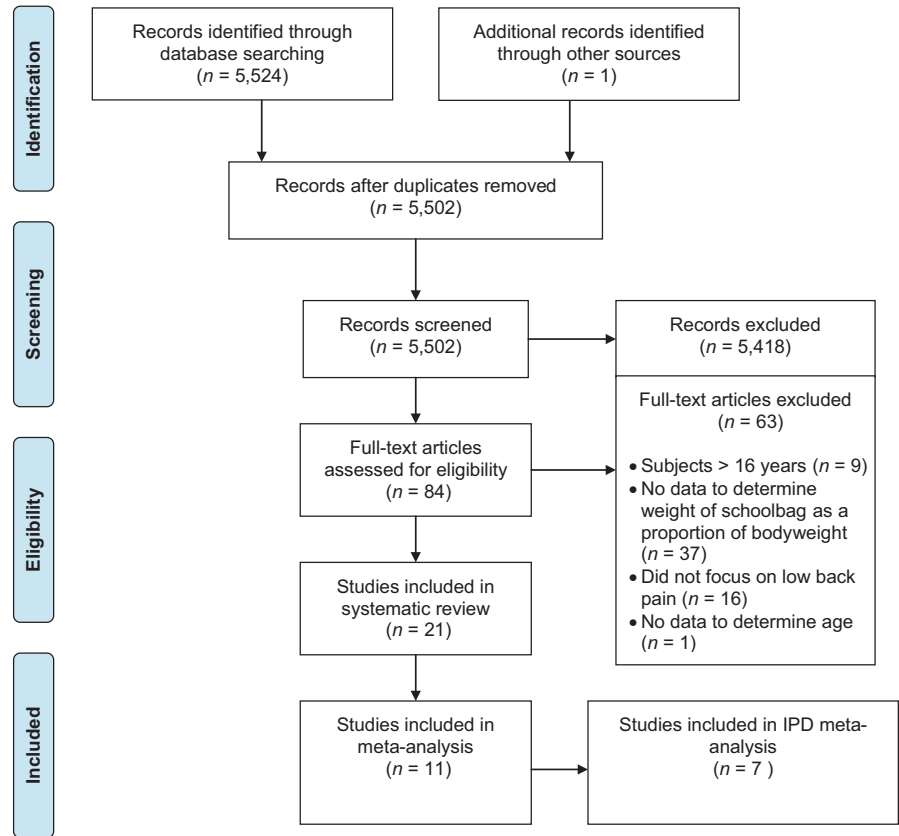 Identification
Records identified through
database searching
(n = 5,524)
Additional records identified
through other sources
(n = 1)
Records after duplicates removed
(n = 5,502)
Screening
Records screened
(n = 5,502)
Records excluded
(n = 5,418)
Eligibility
Full-text articles
assessed for eligibility
(n = 84)
Full-text articles excluded
(n = 63)
• Subjects > 16 years (n = 9)
• No data to determine
weight of schoolbag as a
proportion of bodyweight
(n = 37)
• Did not focus on low back
pain (n = 16)
• No data to determine age
(n = 1)
Studies included in
systematic review
(n = 21)
Included
Studies included in
meta-analysis
(n = 11)
Studies included in IPD meta-
analysis
(n = 7 )